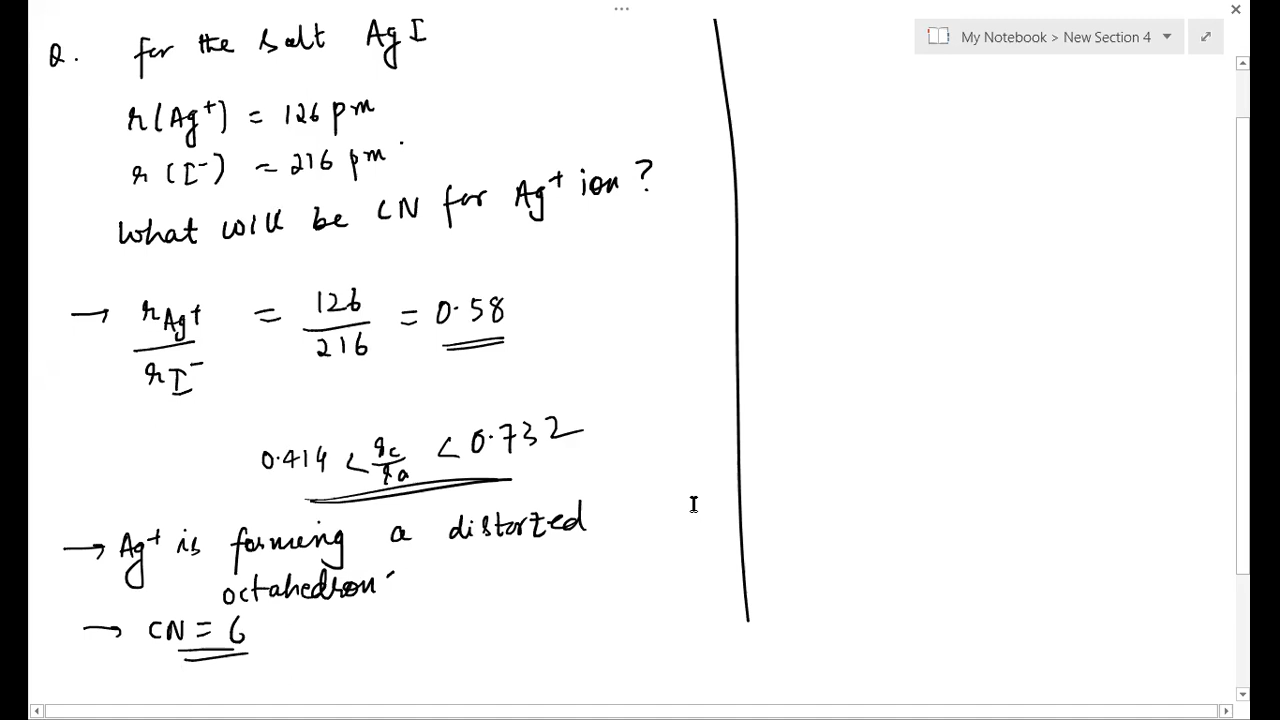 My Notebook > New Section 4
Q. for the salt AgI
r(Ag⁺) = 126 pm
r(I⁻) = 216 pm
What will be CN for Ag⁺ ion?
→ rAg⁺/rI⁻ = 126/216 = 0.58
0.414 < rc/ra < 0.732
→ Ag⁺ is forming a distorzed
octahedron
→ CN = 6